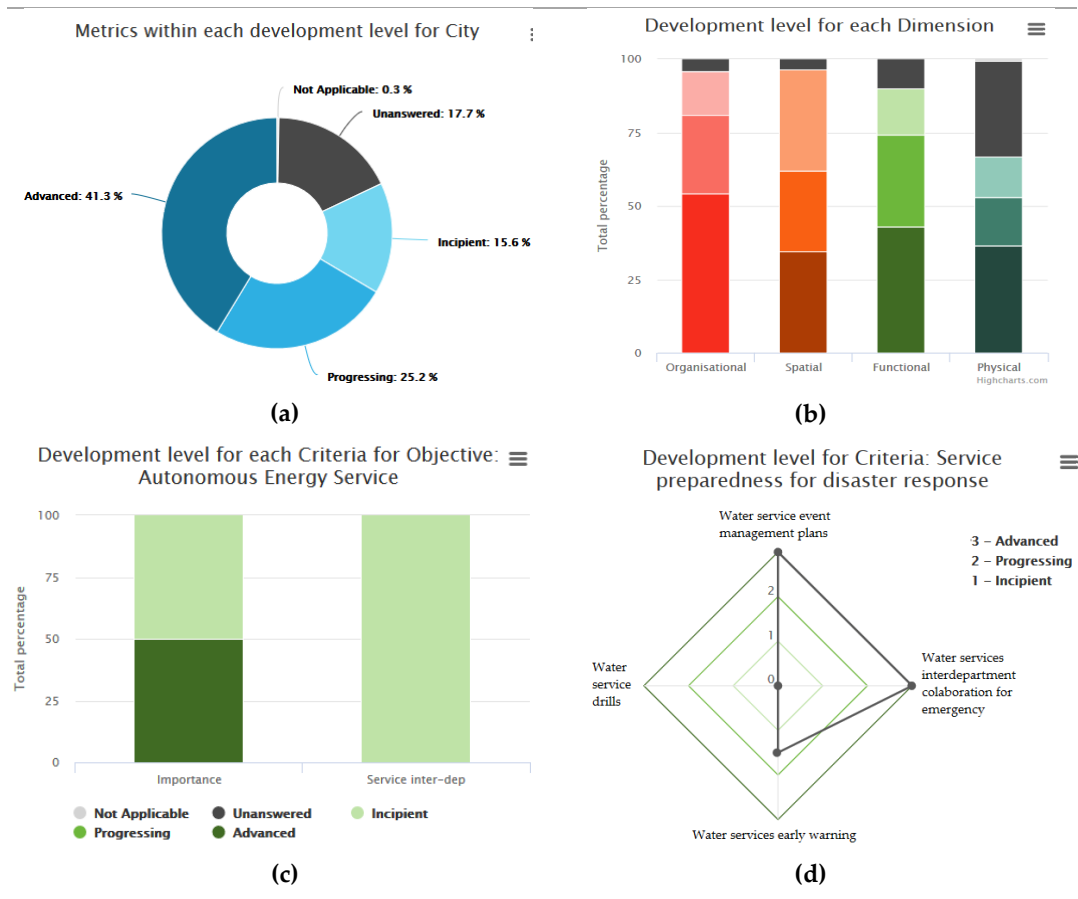 Metrics within each development level for City
Not Applicable: 0.3 %
Unanswered: 17.7 %
Advanced: 41.3 %
Incipient: 15.6 %
Progressing: 25.2 %
(a)
Development level for each Dimension
100
75
50
25
0
Total percentage
Organisational
Spatial
Functional
Physical
Highcharts.com
(b)
Development level for each Criteria for Objective:
Autonomous Energy Service
100
75
50
25
0
Total percentage
Importance
Service inter-dep
Not Applicable
Unanswered
Incipient
Progressing
Advanced
(c)
Development level for Criteria: Service
preparedness for disaster response
Water service event
management plans
3 – Advanced
2 – Progressing
1 – Incipient
2
1
0
Water
service
drills
Water services
interdepartment
colaboration for
emergency
Water services early warning
(d)